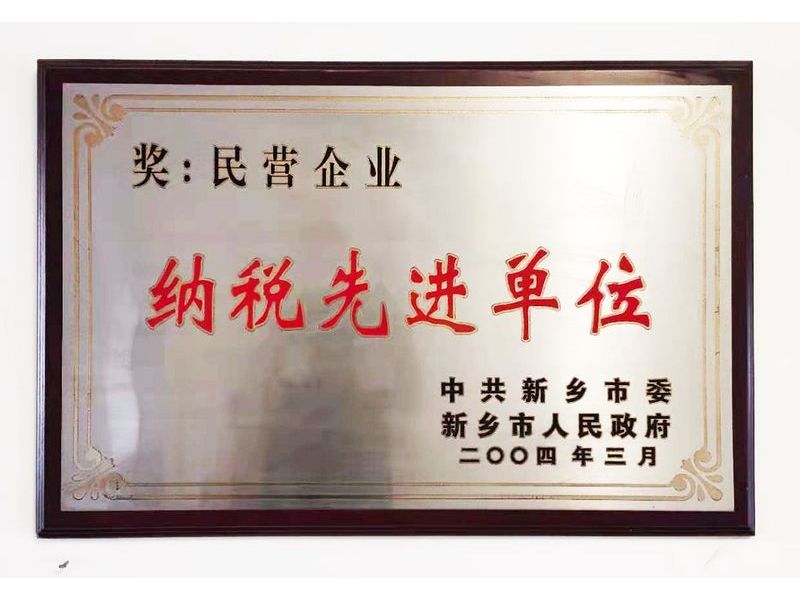 奖:民营企业
纳税先进单位
中共新乡市委
新乡市人民政府
二〇〇四年三月